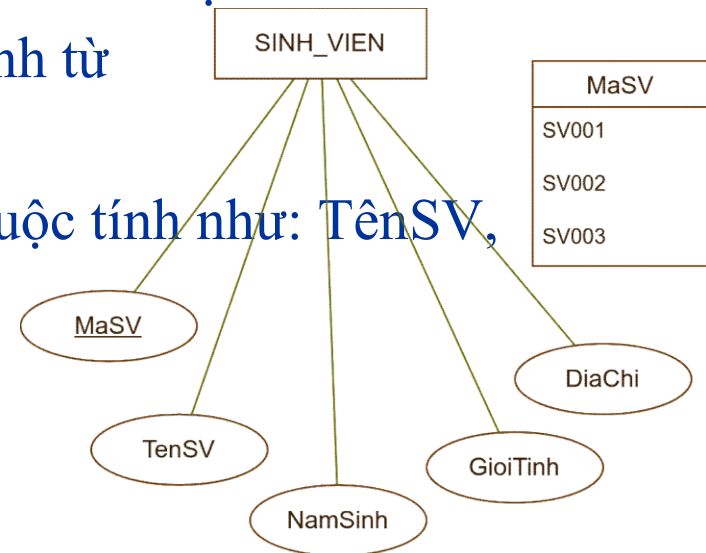 SINH_VIEN
nh từ
MaSV
SV001
SV002
SV003
uộc tính như: TênSV,
MaSV
DiaChi
TenSV
GioiTinh
NamSinh